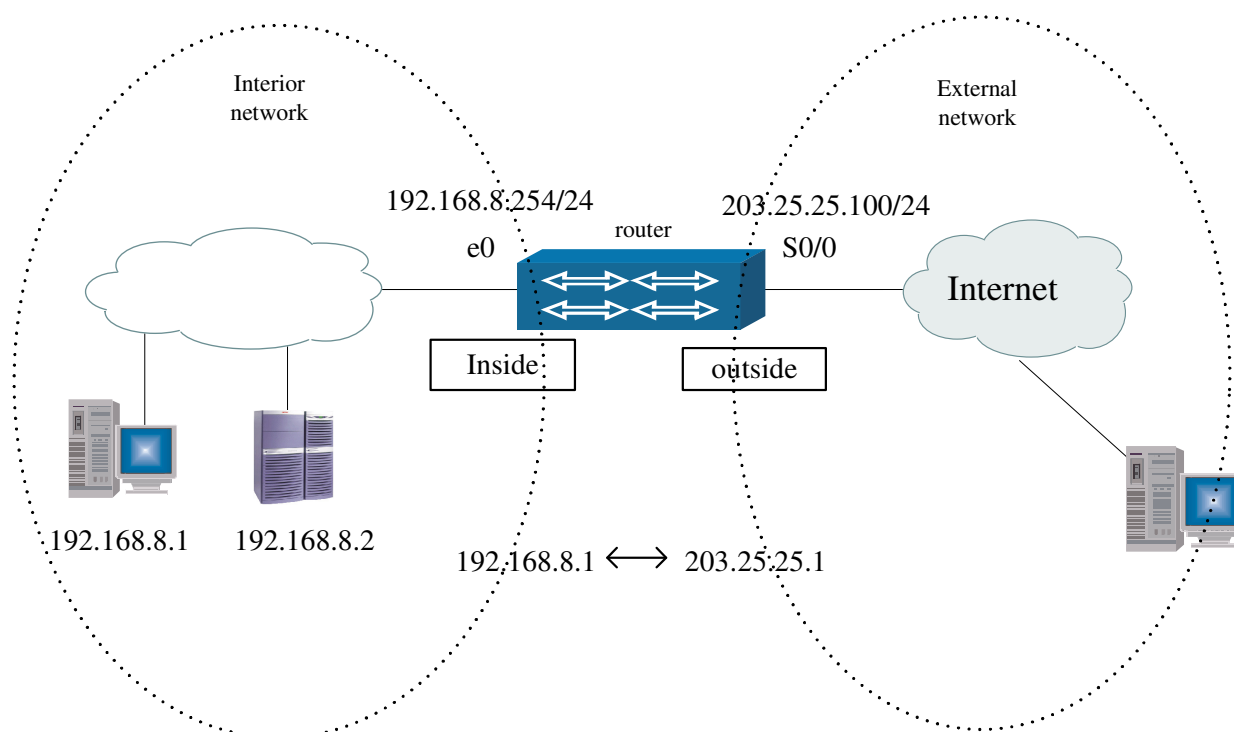 Interior
network
External
network
192.168.8.254/24
203.25.25.100/24
e0
router
S0/0
Internet
Inside
outside
192.168.8.1
192.168.8.2
192.168.8.1
203.25.25.1